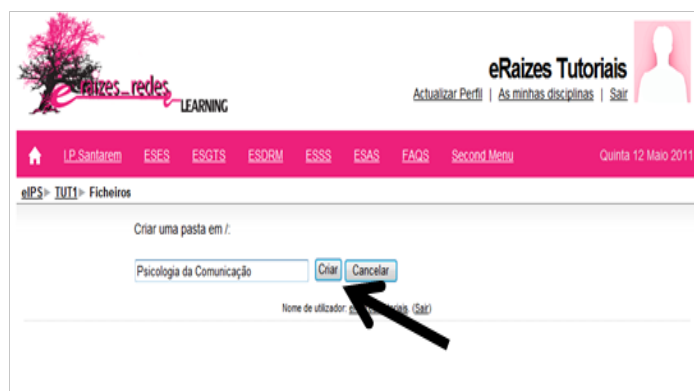 eRaizes Tutoriais
e raizes_redes
LEARNING
Actualizar Perfil | As minhas disciplinas | Sair
I.P.Santarem ESES ESGTS ESDRM ESSS ESAS FAQS Second Menu Quinta 12 Maio 2011
eIPS TUT1 Ficheiros
Criar uma pasta em /:
Psicologia da Comunicação Criar Cancelar
Nome de utilizador: (Sair)